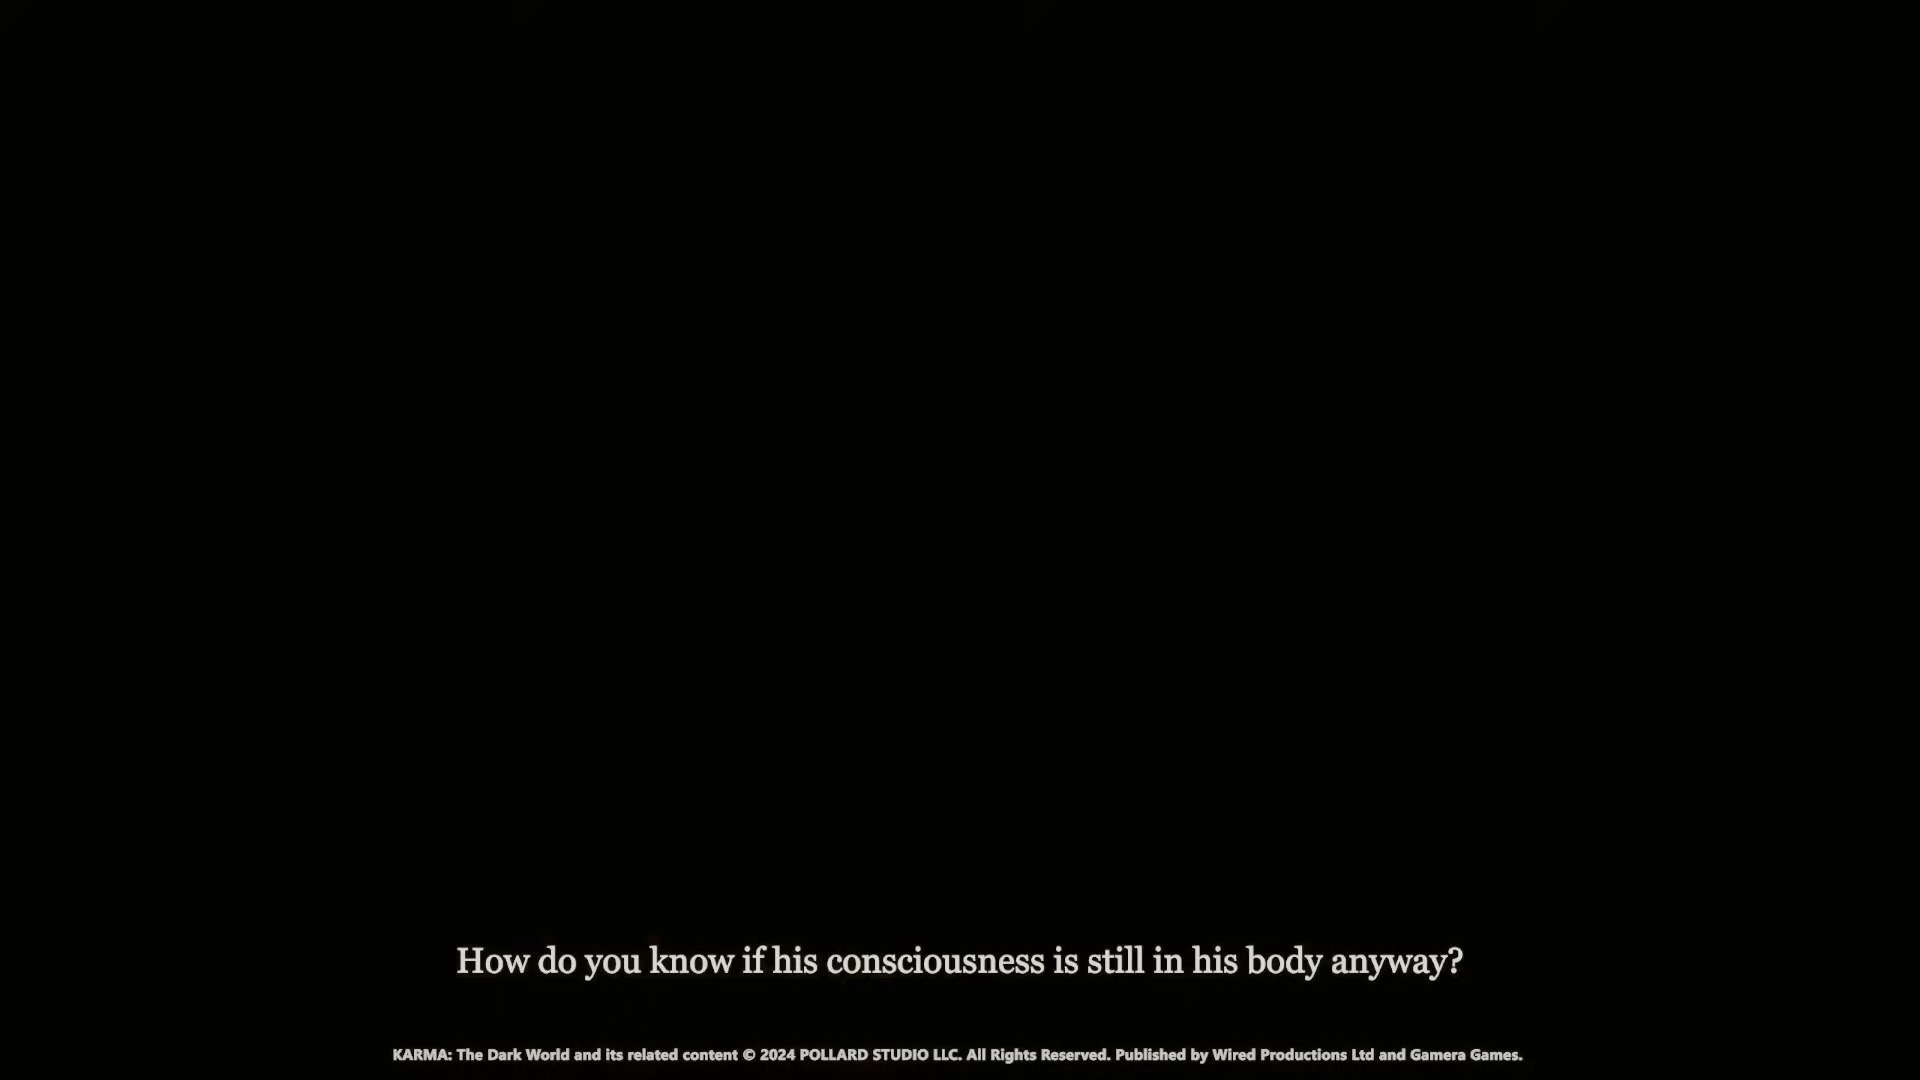 How do you know if his consciousness is still in his body anyway?
KARMA: The Dark World and its related content © 2024 POLLARD STUDIO LLC. All Rights Reserved. Published by Wired Productions Ltd and Gamera Games.